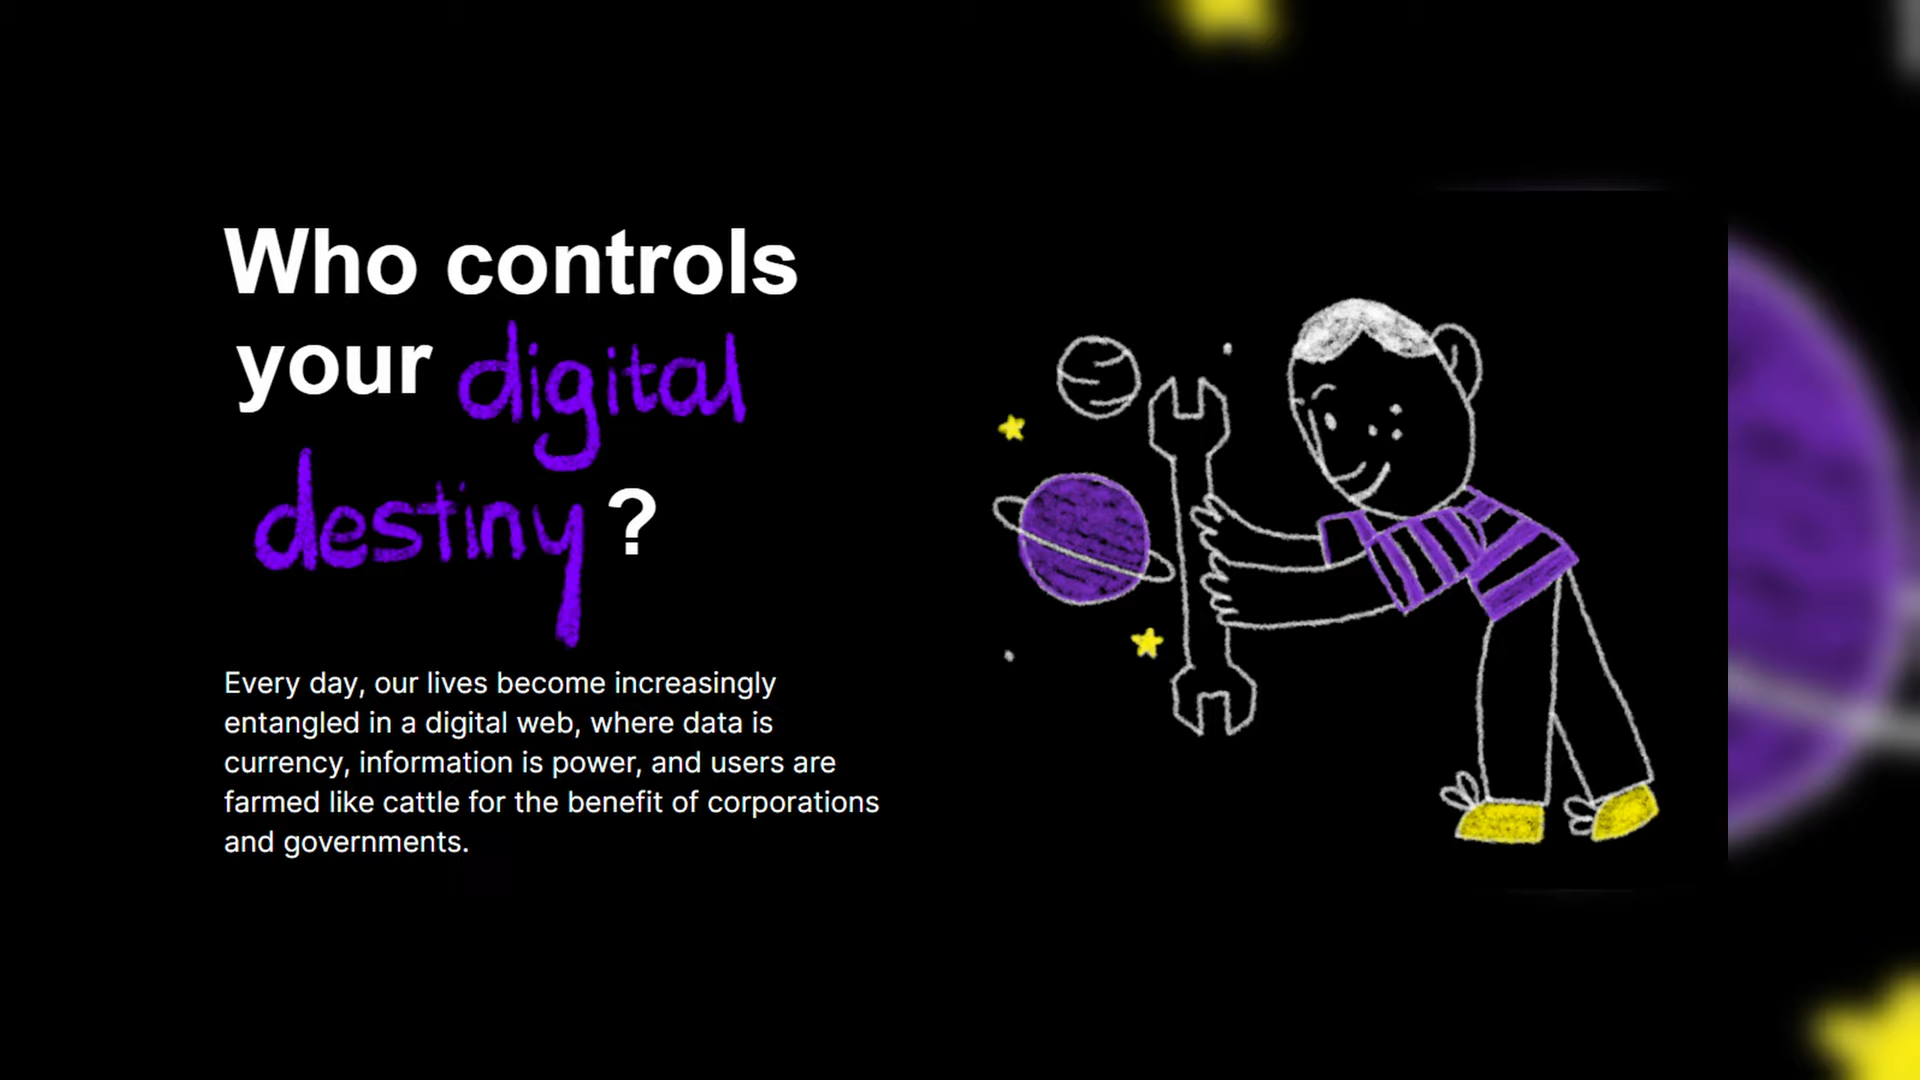 Who controls
your digital
destiny ?
Every day, our lives become increasingly
entangled in a digital web, where data is
currency, information is power, and users are
farmed like cattle for the benefit of corporations
and governments.